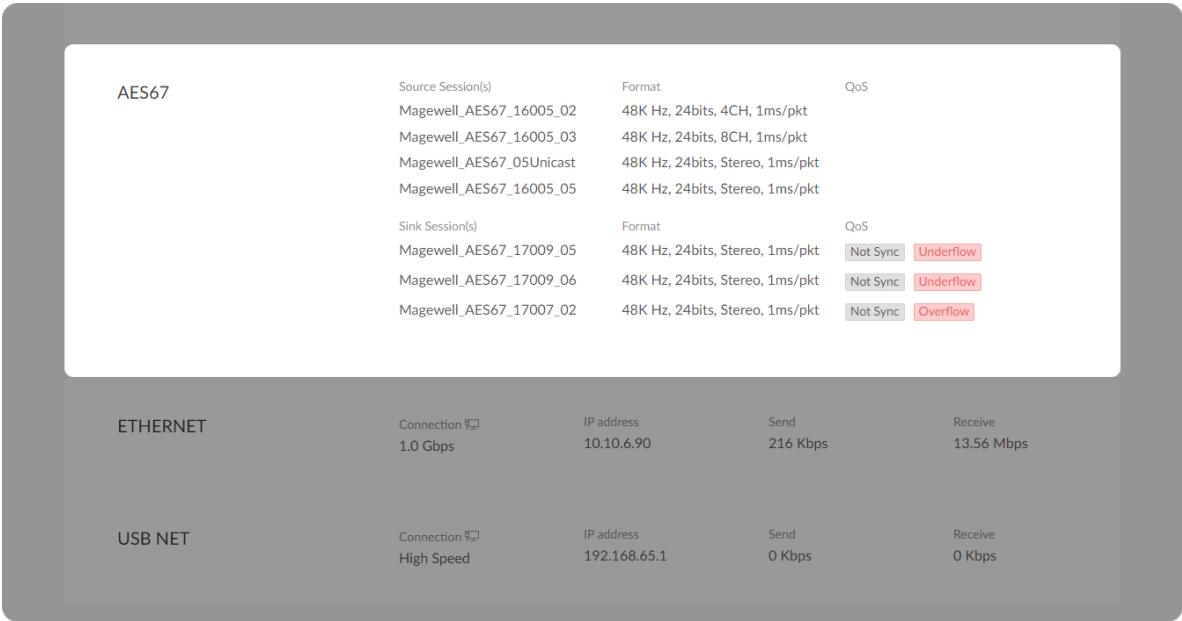 AES67
Source Session(s) Format QoS
Magewell_AES67_16005_02 48K Hz, 24bits, 4CH, 1ms/pkt
Magewell_AES67_16005_03 48K Hz, 24bits, 8CH, 1ms/pkt
Magewell_AES67_05Unicast 48K Hz, 24bits, Stereo, 1ms/pkt
Magewell_AES67_16005_05 48K Hz, 24bits, Stereo, 1ms/pkt
Sink Session(s) Format QoS
Magewell_AES67_17009_05 48K Hz, 24bits, Stereo, 1ms/pkt Not Sync Underflow
Magewell_AES67_17009_06 48K Hz, 24bits, Stereo, 1ms/pkt Not Sync Underflow
Magewell_AES67_17007_02 48K Hz, 24bits, Stereo, 1ms/pkt Not Sync Overflow
ETHERNET
Connection IP address Send Receive
1.0 Gbps 10.10.6.90 216 Kbps 13.56 Mbps
USB NET
Connection IP address Send Receive
High Speed 192.168.65.1 0 Kbps 0 Kbps